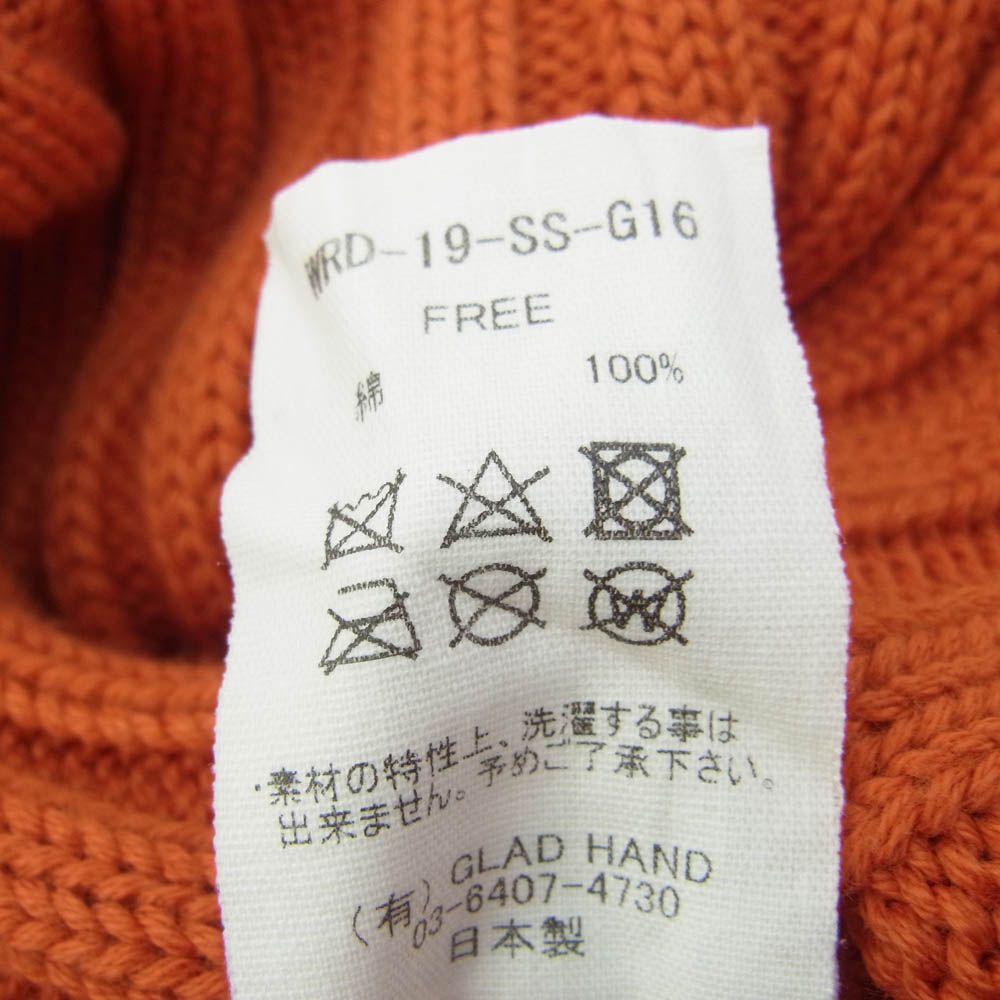 WRD-19-SS-G16
FREE
綿 100%
・素材の特性上、洗濯する事は
出来ません。予めご了承下さい。
(有) GLAD HAND
03-6407-4730
日本製